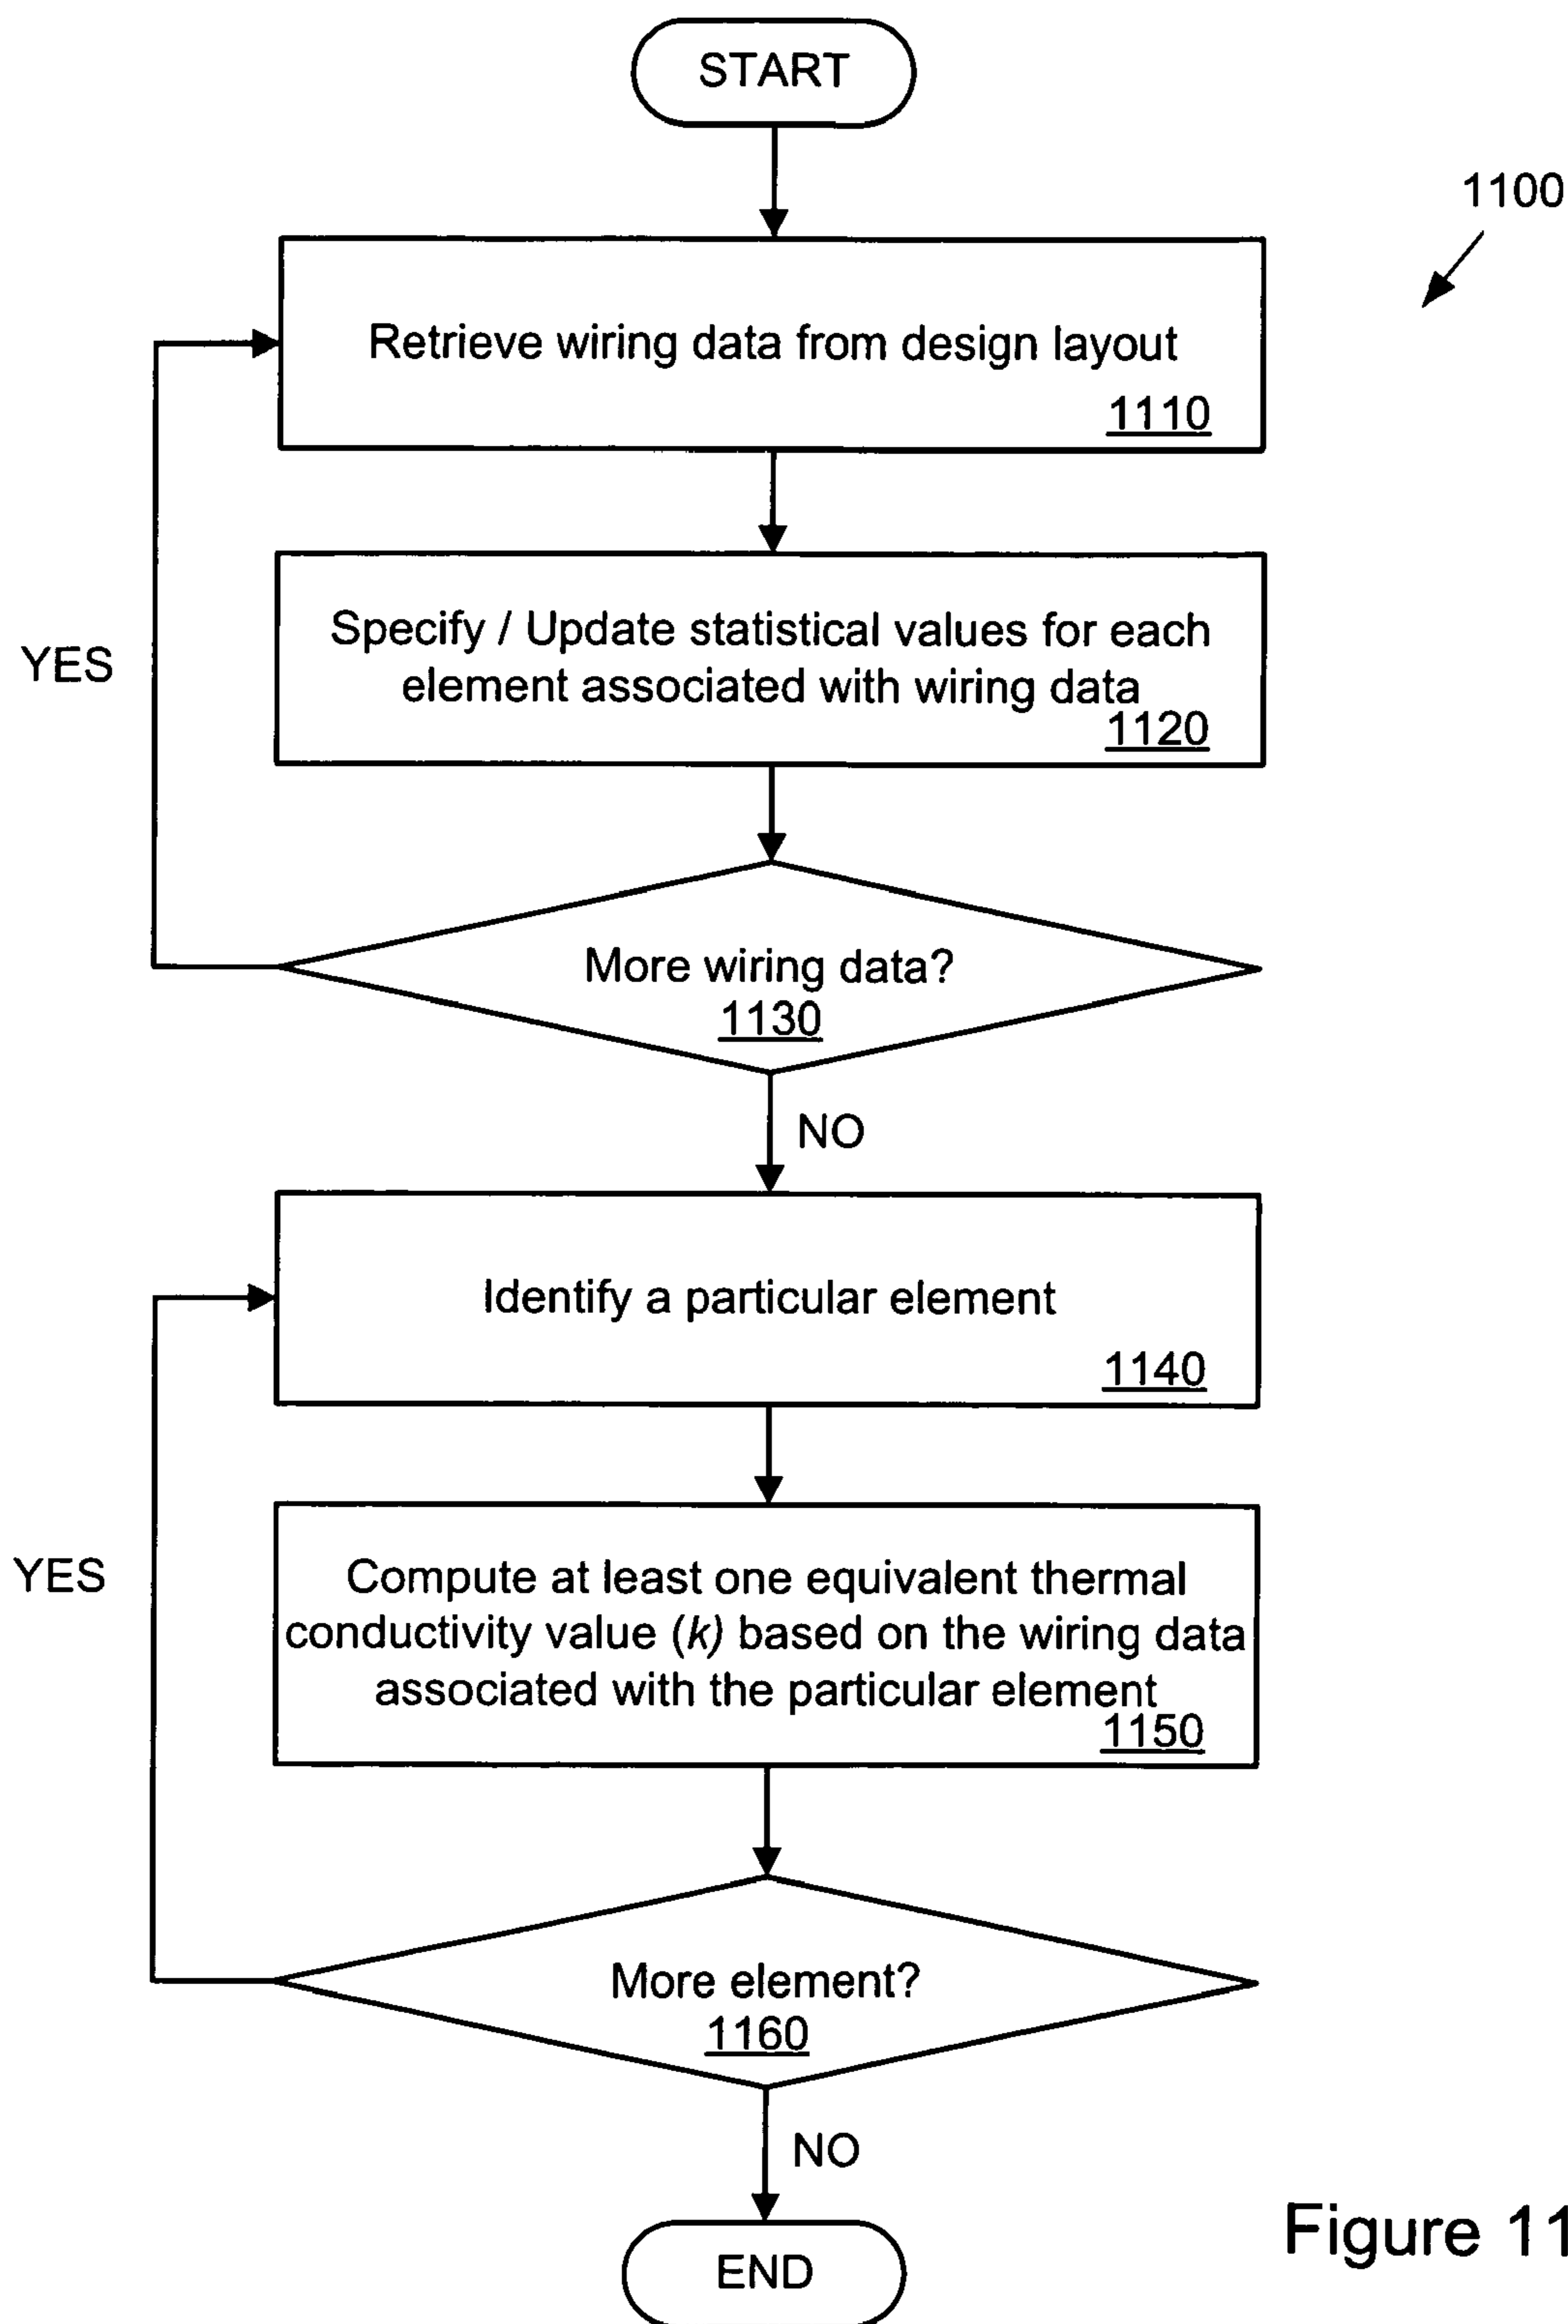 START
1100
Retrieve wiring data from design layout
1110
Specify / Update statistical values for each
element associated with wiring data
1120
YES
More wiring data?
1130
NO
Identify a particular element
1140
YES
Compute at least one equivalent thermal
conductivity value (k) based on the wiring data
associated with the particular element
1150
More element?
1160
NO
END
Figure 11